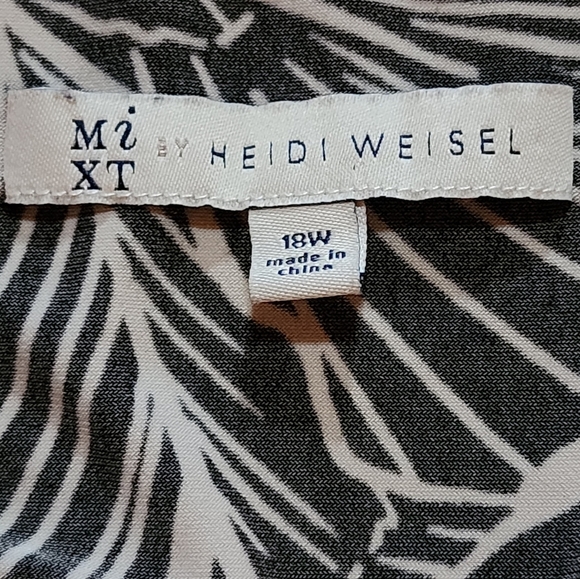 Mi
XT BY HEIDI WEISEL
18W
made in
china